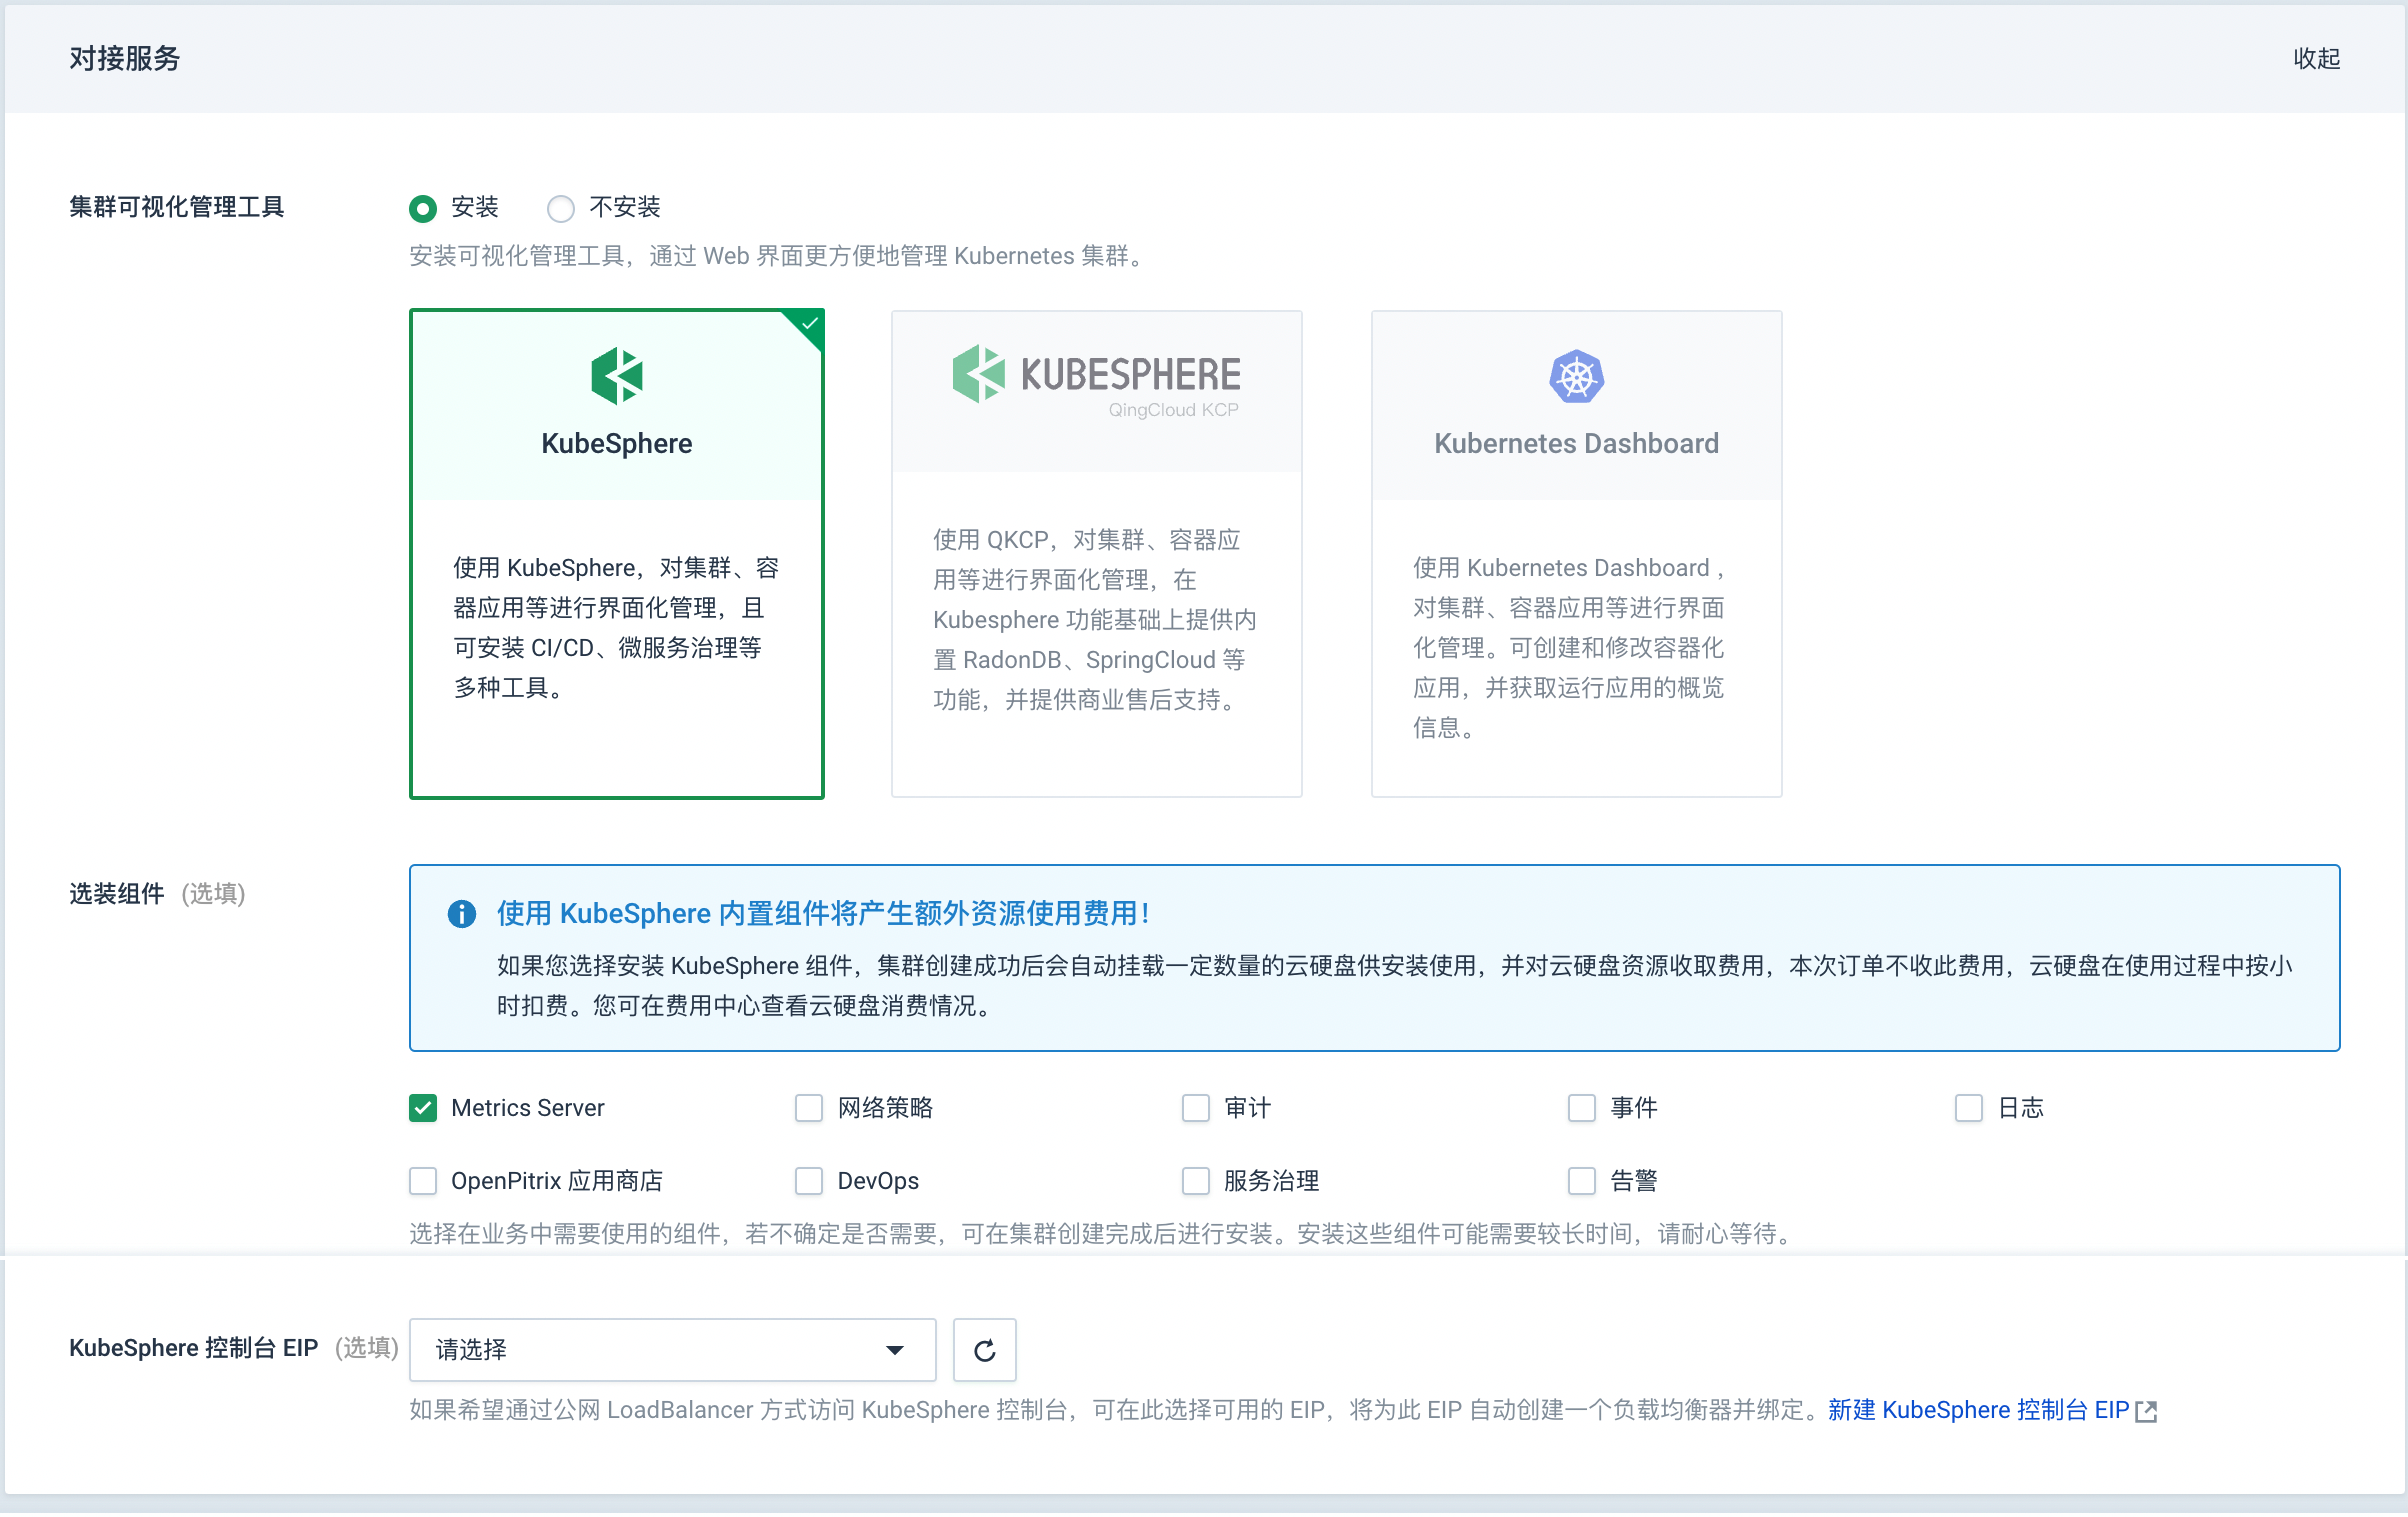 对接服务
收起
集群可视化管理工具
安装
不安装
安装可视化管理工具，通过 Web 界面更方便地管理 Kubernetes 集群。
KubeSphere
使用 KubeSphere，对集群、容
器应用等进行界面化管理，且
可安装 CI/CD、微服务治理等
多种工具。
KUBESPHERE
QingCloud KCP
使用 QKCP，对集群、容器应
用等进行界面化管理，在
Kubesphere 功能基础上提供内
置 RadonDB、SpringCloud 等
功能，并提供商业售后支持。
Kubernetes Dashboard
使用 Kubernetes Dashboard ，
对集群、容器应用等进行界面
化管理。可创建和修改容器化
应用，并获取运行应用的概览
信息。
选装组件 (选填)
使用 KubeSphere 内置组件将产生额外资源使用费用！
如果您选择安装 KubeSphere 组件，集群创建成功后会自动挂载一定数量的云硬盘供安装使用，并对云硬盘资源收取费用，本次订单不收此费用，云硬盘在使用过程中按小
时扣费。您可在费用中心查看云硬盘消费情况。
Metrics Server
网络策略
审计
事件
日志
OpenPitrix 应用商店
DevOps
服务治理
告警
选择在业务中需要使用的组件，若不确定是否需要，可在集群创建完成后进行安装。安装这些组件可能需要较长时间，请耐心等待。
KubeSphere 控制台 EIP (选填)
请选择
如果希望通过公网 LoadBalancer 方式访问 KubeSphere 控制台，可在此选择可用的 EIP，将为此 EIP 自动创建一个负载均衡器并绑定。新建 KubeSphere 控制台 EIP